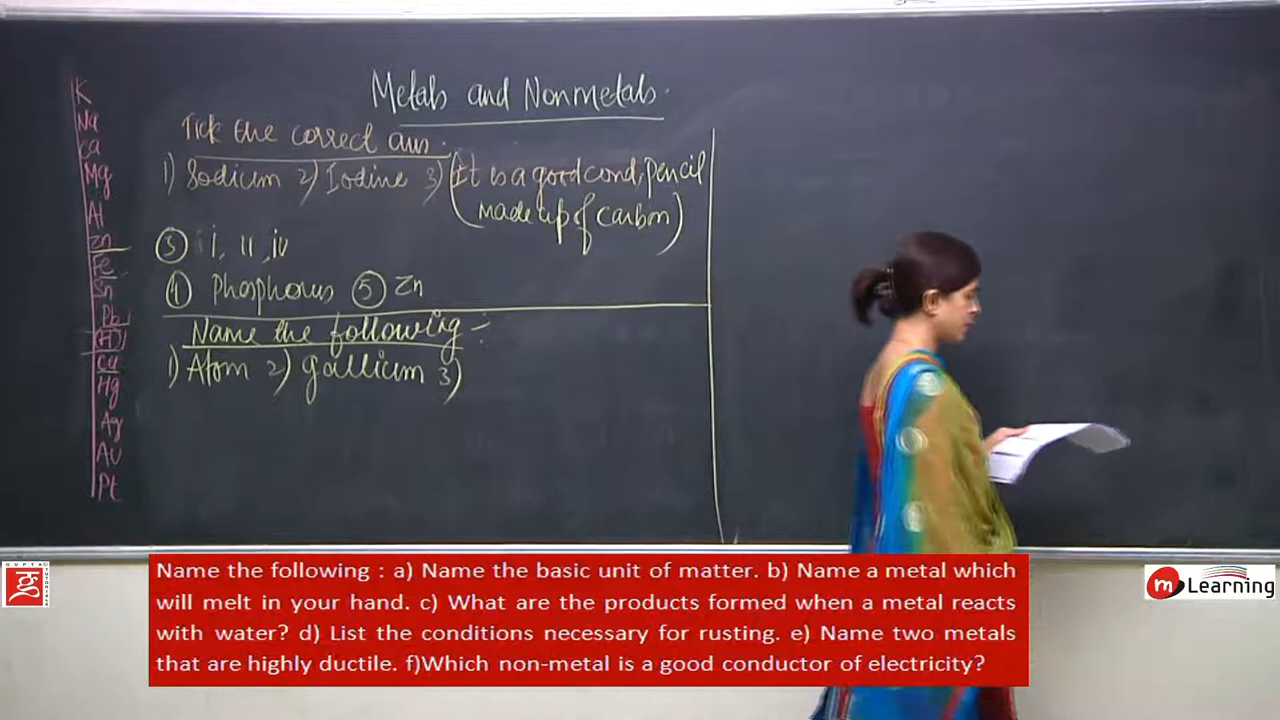 Metals and Nonmetals.
K
Na
Ca
Mg
Al
Zn
Fe
Sn
Pb
(H)
Cu
Hg
Ag
Au
Pt
Tick the correct ans.
1) Sodium 2) Iodine 3) (It is a good cond, pencil
made up of carbon)
③ i, ii, iv
④ Phosphorus ⑤ Zn
Name the following :-
1) Atom 2) gallium 3)
Name the following : a) Name the basic unit of matter. b) Name a metal which
will melt in your hand. c) What are the products formed when a metal reacts
with water? d) List the conditions necessary for rusting. e) Name two metals
that are highly ductile. f)Which non-metal is a good conductor of electricity?
GUPTA
TUTORIALS
m Learning